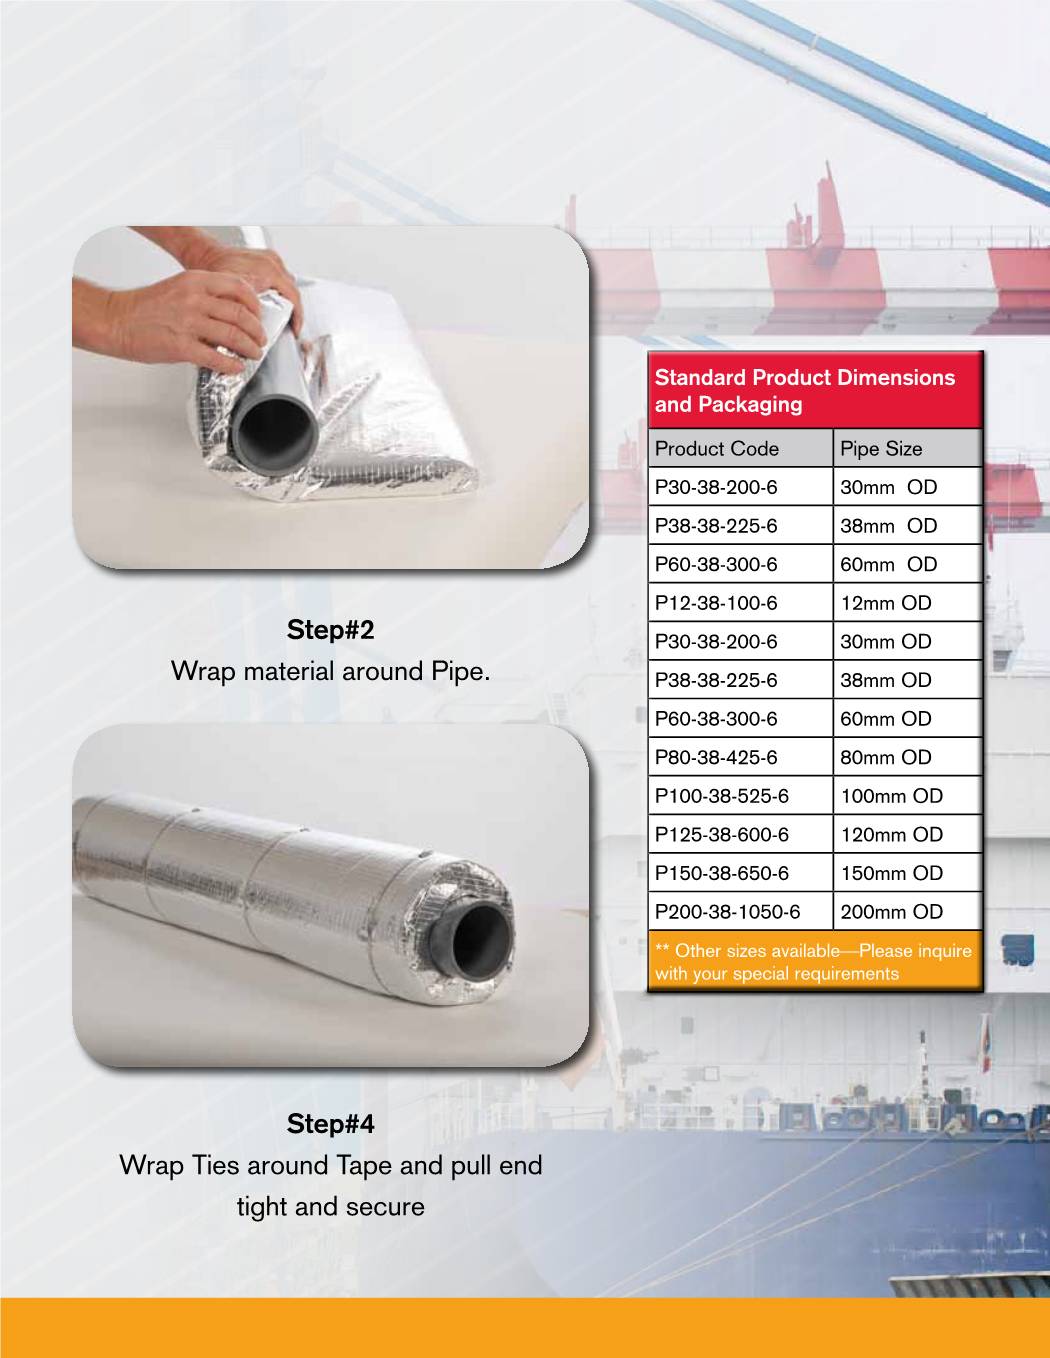 Step#2
Wrap material around Pipe.
Step#4
Wrap Ties around Tape and pull end
tight and secure
Standard Product Dimensions
and Packaging
Product Code Pipe Size
P30-38-200-6 30mm OD
P38-38-225-6 38mm OD
P60-38-300-6 60mm OD
P12-38-100-6 12mm OD
P30-38-200-6 30mm OD
P38-38-225-6 38mm OD
P60-38-300-6 60mm OD
P80-38-425-6 80mm OD
P100-38-525-6 100mm OD
P125-38-600-6 120mm OD
P150-38-650-6 150mm OD
P200-38-1050-6 200mm OD
** Other sizes available—Please inquire
with your special requirements